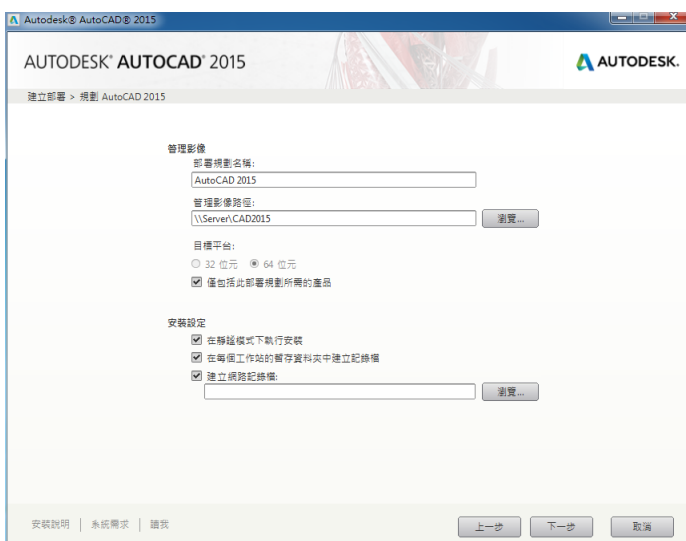 Autodesk® AutoCAD® 2015
AUTODESK® AUTOCAD® 2015
AUTODESK.
建立部署 > 規劃 AutoCAD 2015
管理影像
部署規劃名稱:
AutoCAD 2015
管理影像路徑:
\\Server\CAD2015
瀏覽...
目標平台:
32 位元 64 位元
僅包括此部署規劃所需的產品
安裝設定
在靜謐模式下執行安裝
在每個工作站的暫存資料夾中建立記錄檔
建立網路記錄檔:
瀏覽...
安裝說明 | 系統需求 | 讀我
上一步 下一步 取消